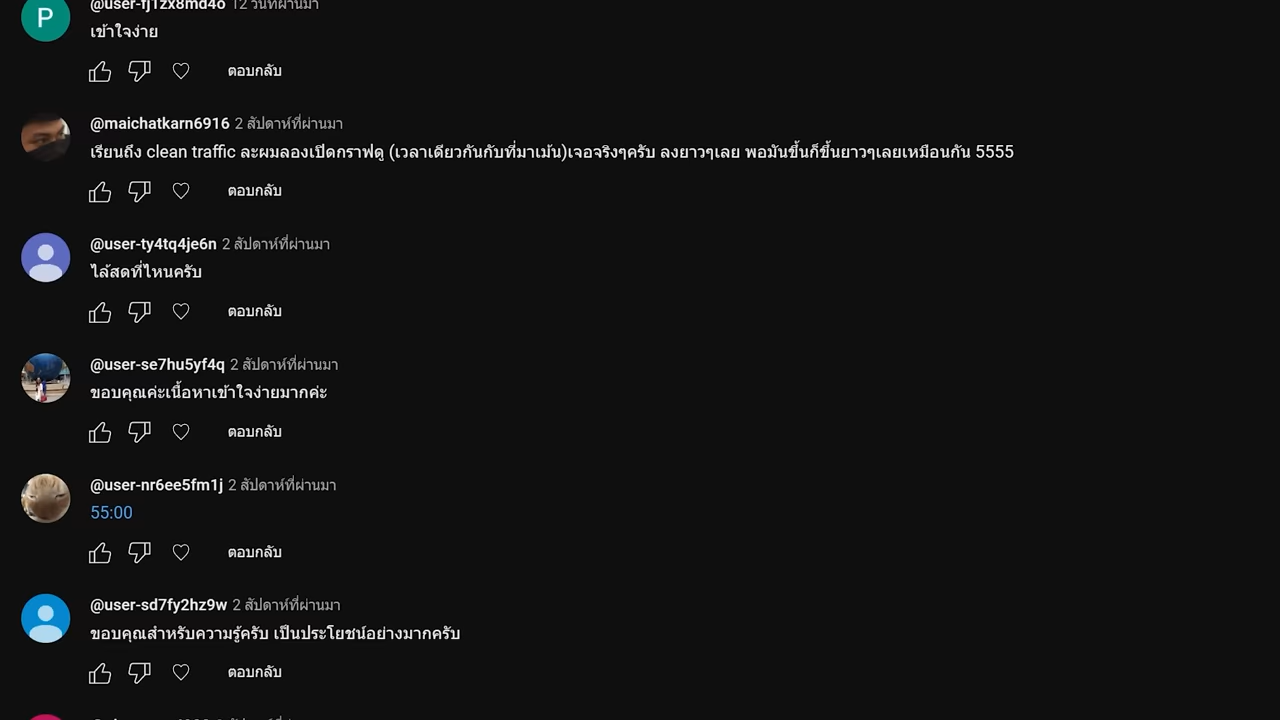 P
@user-fj1zx8md4o 12 วันที่ผ่านมา
เข้าใจง่าย
ตอบกลับ
@maichatkarn6916 2 สัปดาห์ที่ผ่านมา
เรียนถึง clean traffic ละผมลองเปิดกราฟดู (เวลาเดียวกันกับที่มาเม้น)เจอจริงๆครับ ลงยาวๆเลย พอมันขึ้นก็ขึ้นยาวๆเลยเหมือนกัน 5555
ตอบกลับ
@user-ty4tq4je6n 2 สัปดาห์ที่ผ่านมา
ไล้สดที่ไหนครับ
ตอบกลับ
@user-se7hu5yf4q 2 สัปดาห์ที่ผ่านมา
ขอบคุณค่ะเนื้อหาเข้าใจง่ายมากค่ะ
ตอบกลับ
@user-nr6ee5fm1j 2 สัปดาห์ที่ผ่านมา
55:00
ตอบกลับ
@user-sd7fy2hz9w 2 สัปดาห์ที่ผ่านมา
ขอบคุณสำหรับความรู้ครับ เป็นประโยชน์อย่างมากครับ
ตอบกลับ